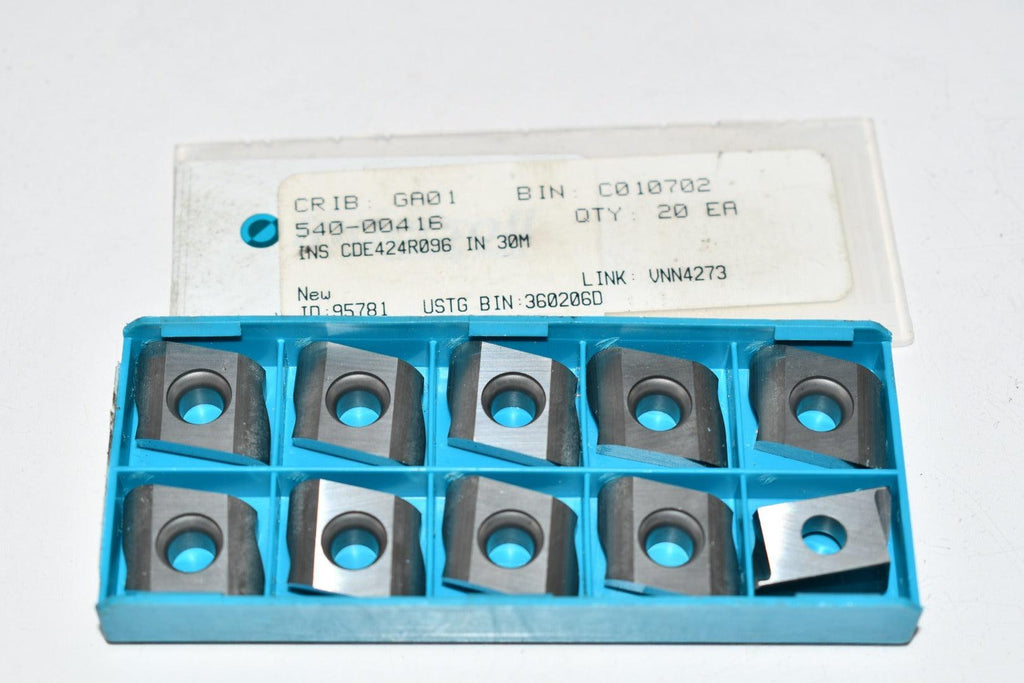 CRIB: GA01 BIN: C010702
540-00416 QTY: 20 EA
INS CDE424R096 IN 30M
LINK: VNN4273
New
ID:95781 USTG BIN:360206D